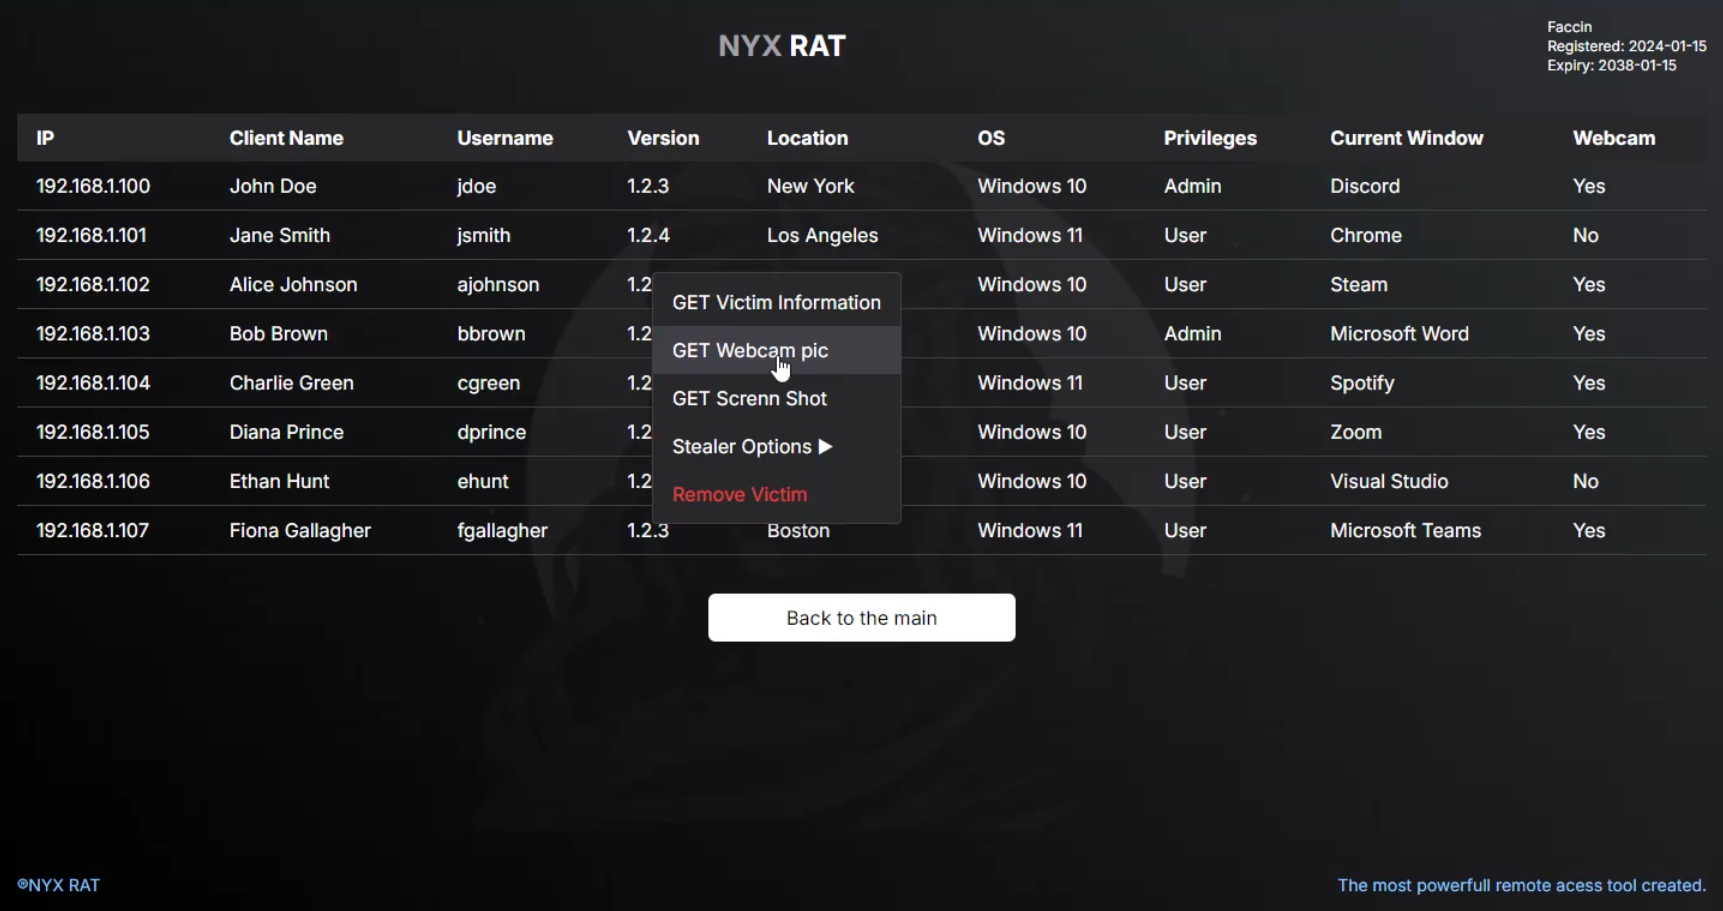 NYX RAT
Faccin
Registered: 2024-01-15
Expiry: 2038-01-15
IP Client Name Username Version Location OS Privileges Current Window Webcam
192.168.1.100 John Doe jdoe 1.2.3 New York Windows 10 Admin Discord Yes
192.168.1.101 Jane Smith jsmith 1.2.4 Los Angeles Windows 11 User Chrome No
192.168.1.102 Alice Johnson ajohnson 1.2 Windows 10 User Steam Yes
192.168.1.103 Bob Brown bbrown 1.2 Windows 10 Admin Microsoft Word Yes
192.168.1.104 Charlie Green cgreen 1.2 Windows 11 User Spotify Yes
192.168.1.105 Diana Prince dprince 1.2 Windows 10 User Zoom Yes
192.168.1.106 Ethan Hunt ehunt 1.2 Windows 10 User Visual Studio No
192.168.1.107 Fiona Gallagher fgallagher 1.2.3 Boston Windows 11 User Microsoft Teams Yes
GET Victim Information
GET Webcam pic
GET Screnn Shot
Stealer Options ▶
Remove Victim
Back to the main
®NYX RAT
The most powerfull remote acess tool created.